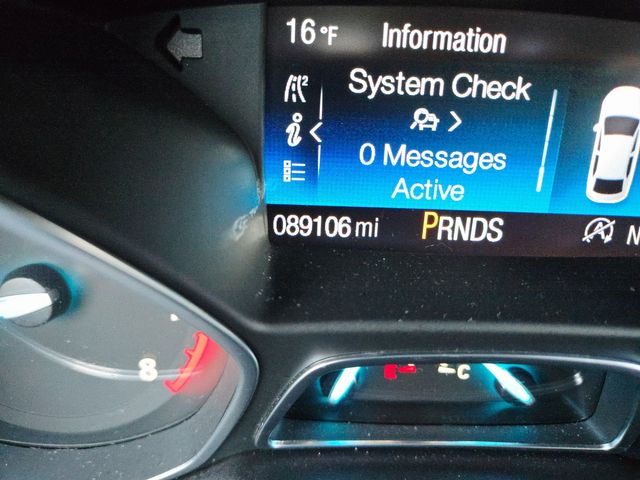 16°F Information
System Check
0 Messages
Active
089106 mi PRNDS
8
C